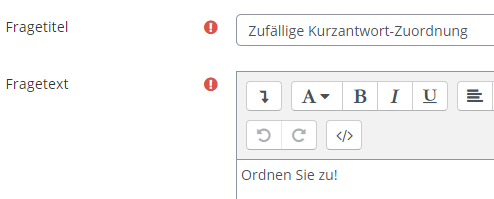 Fragetitel
Zufällige Kurzantwort-Zuordnung
Fragetext
A B I U
Ordnen Sie zu!